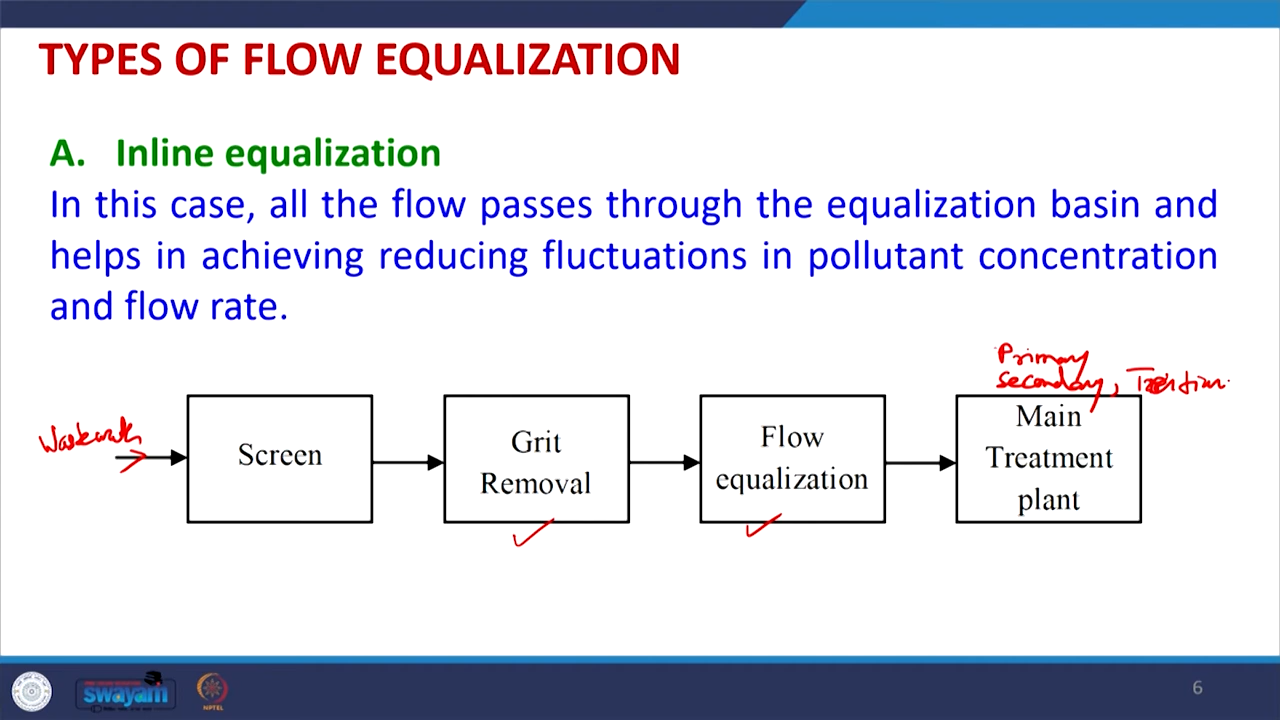 TYPES OF FLOW EQUALIZATION
A. Inline equalization
In this case, all the flow passes through the equalization basin and
helps in achieving reducing fluctuations in pollutant concentration
and flow rate.
Primary
Secondary,
Screen
Grit
Removal
Flow
equalization
Main
Treatment
plant
swayam
NPTEL
6